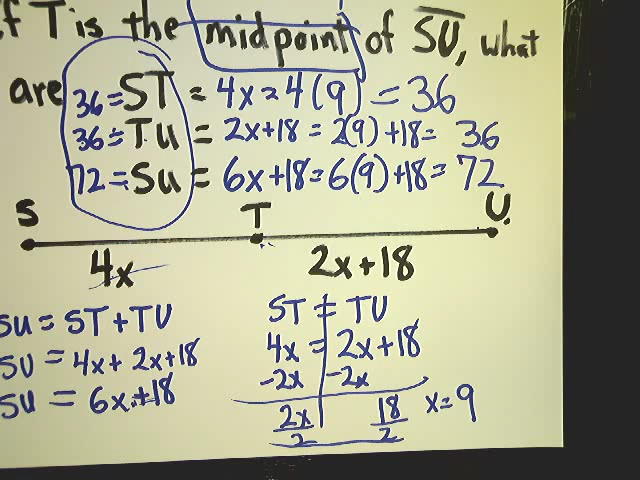 If T is the midpoint of SU, what
are 36=ST = 4x = 4(9) = 36
36=TU = 2x+18 = 2(9)+18= 36
72=SU = 6x+18=6(9)+18= 72
S T U.
4x 2x+18
SU = ST+TU
SU = 4x+ 2x+18
SU = 6x+18
ST = TU
4x = 2x+18
-2x -2x
2x 18 x=9
2 2